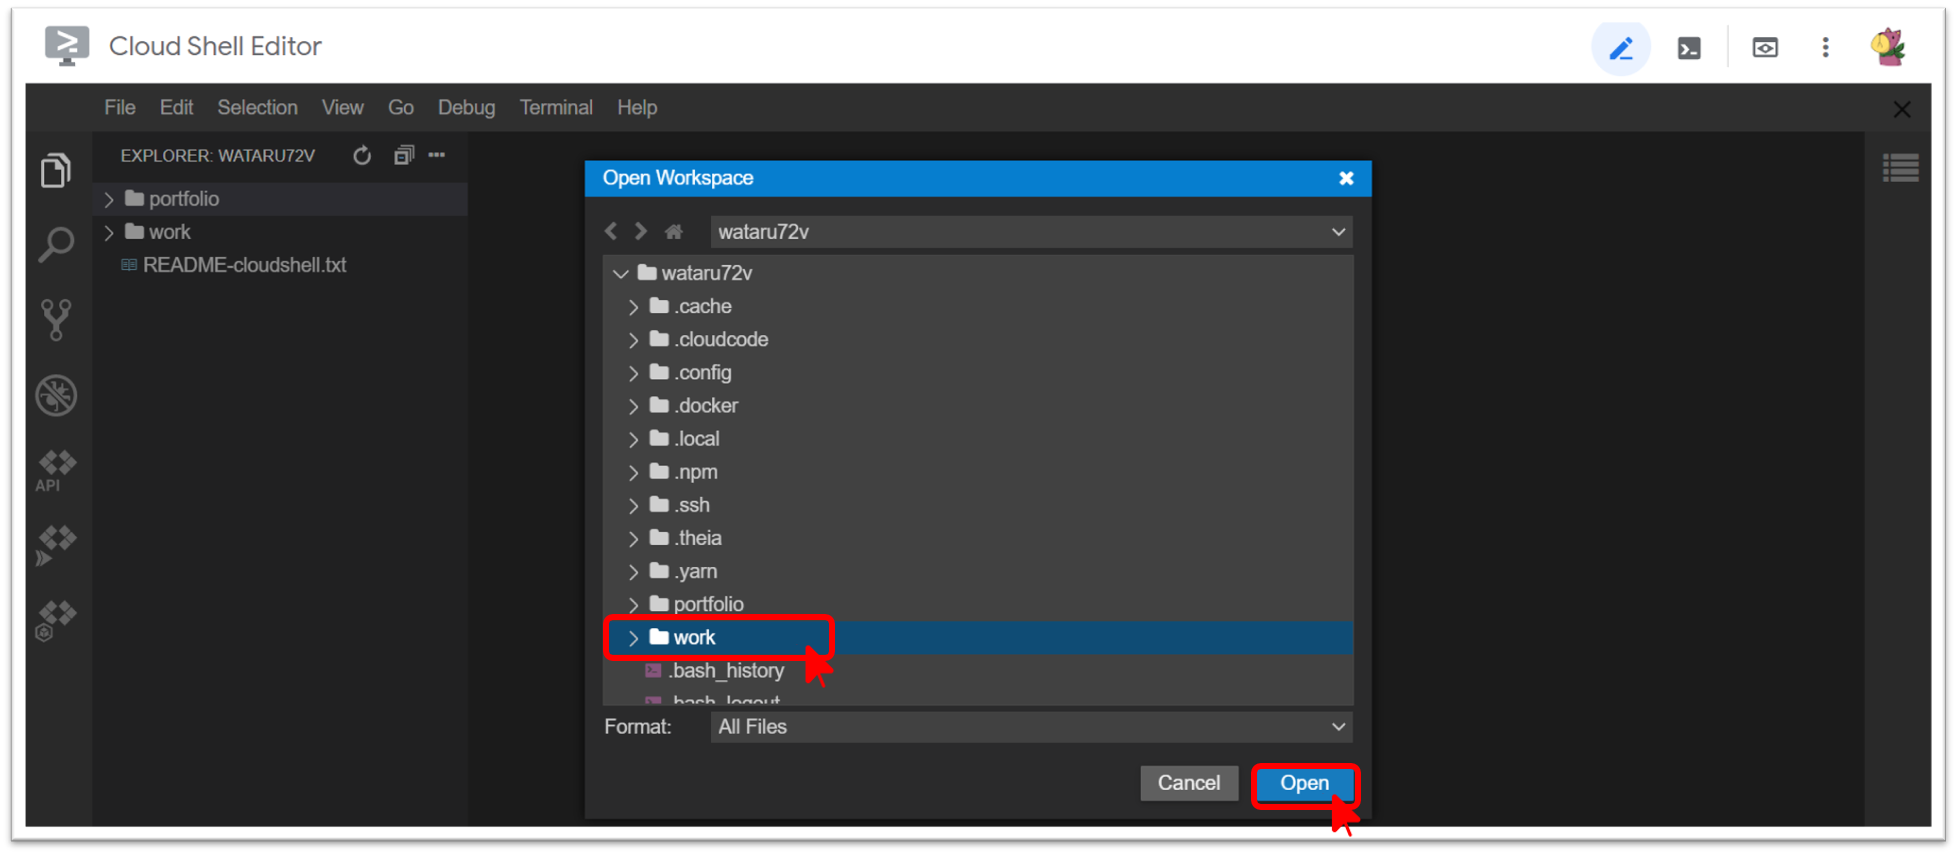 Cloud Shell Editor
File Edit Selection View Go Debug Terminal Help
EXPLORER: WATARU72V
portfolio
work
README-cloudshell.txt
API
Open Workspace
wataru72v
wataru72v
.cache
.cloudcode
.config
.docker
.local
.npm
.ssh
.theia
.yarn
portfolio
work
.bash_history
.bash_logout
Format: All Files
Cancel Open